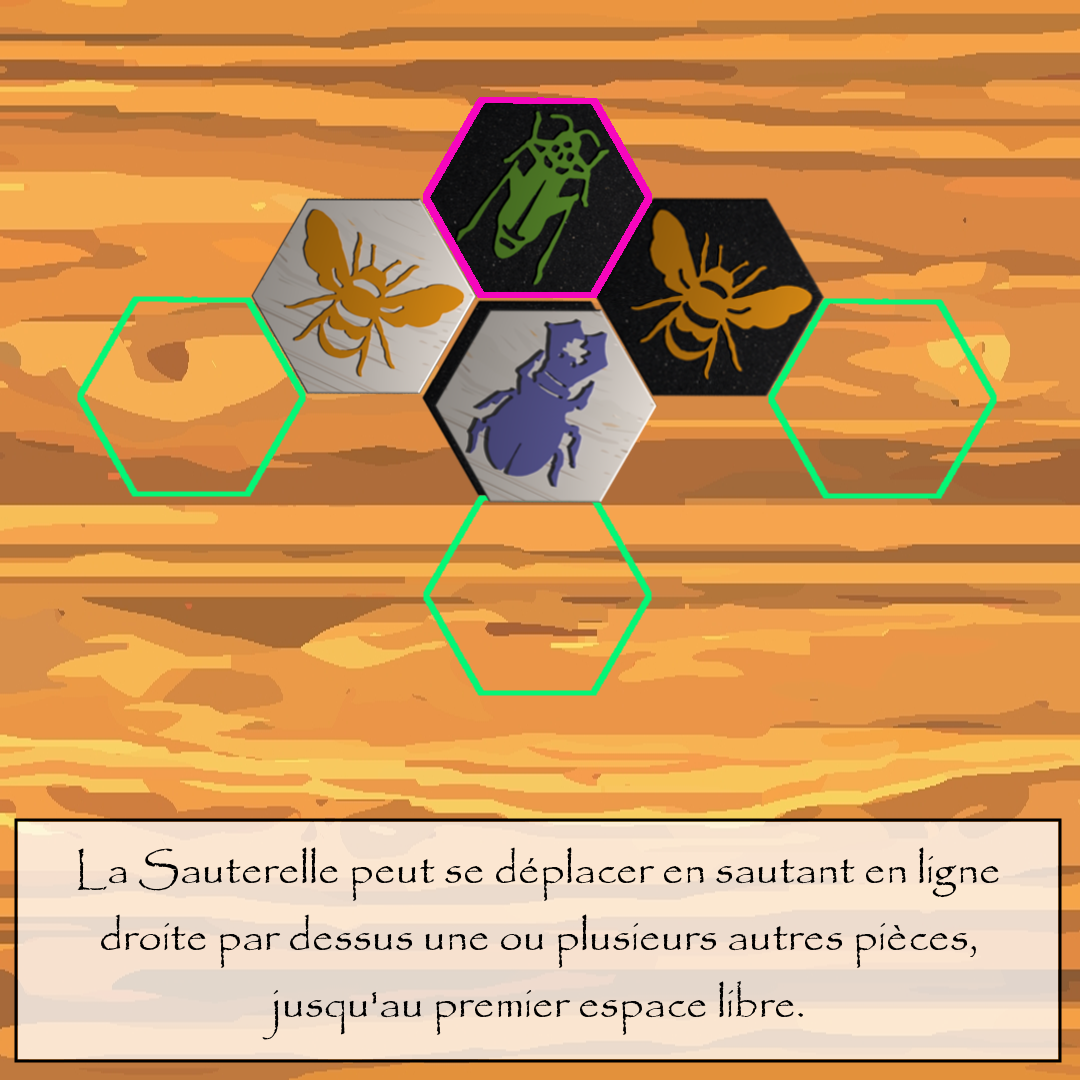 La Sauterelle peut se déplacer en sautant en ligne
droite par dessus une ou plusieurs autres pièces,
jusqu'au premier espace libre.